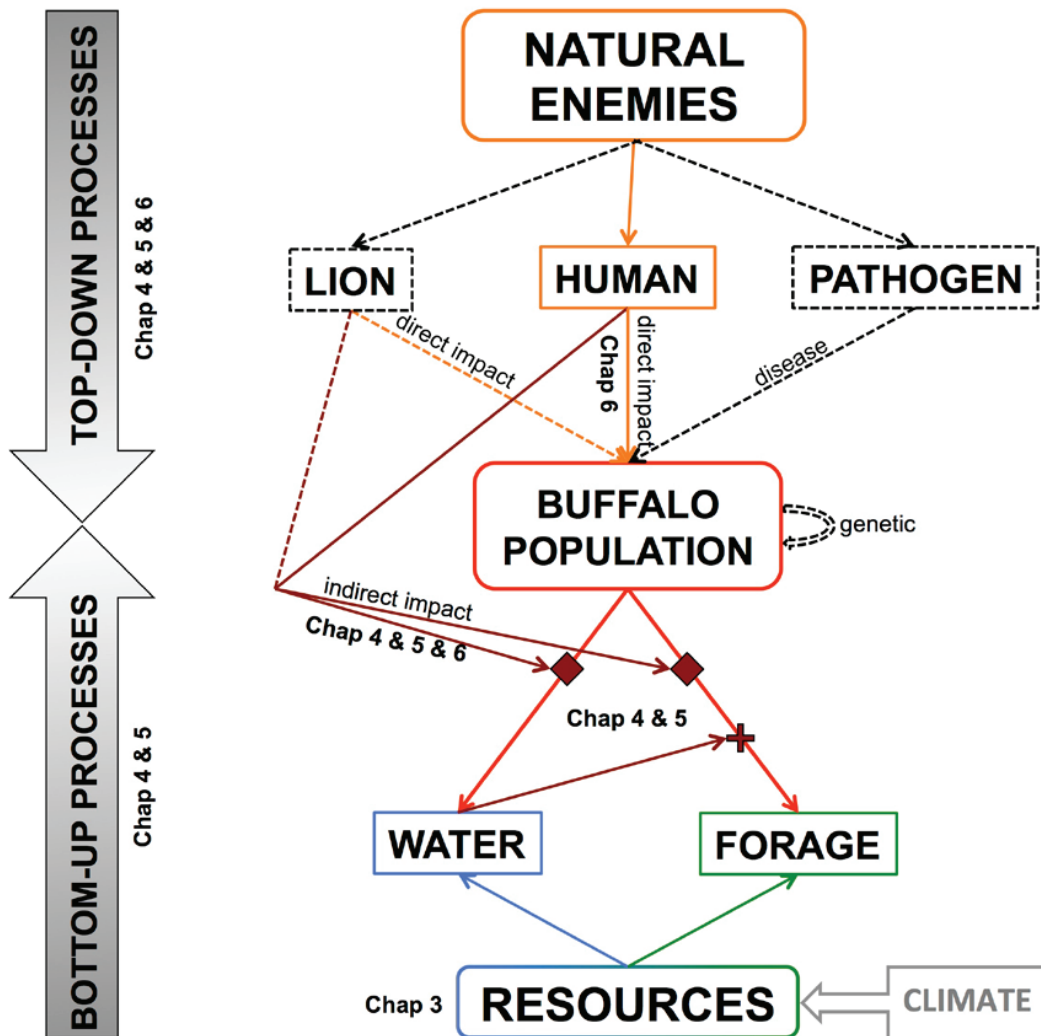 TOP-DOWN PROCESSES
Chap 4 & 5 & 6
NATURAL
ENEMIES
LION
HUMAN
PATHOGEN
direct impact
Chap 6
direct impact
disease
BUFFALO
POPULATION
genetic
indirect impact
Chap 4 & 5 & 6
Chap 4 & 5
BOTTOM-UP PROCESSES
Chap 4 & 5
WATER
FORAGE
Chap 3
RESOURCES
CLIMATE